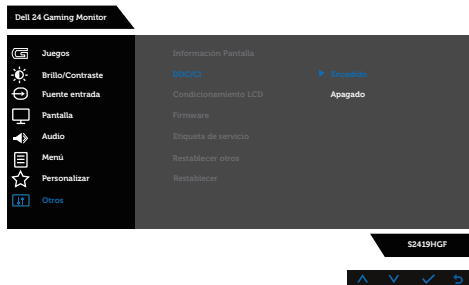 Dell 24 Gaming Monitor
Juegos
Información Pantalla
Brillo/Contraste
DDC/CI
Encendido
Fuente entrada
Condicionamiento LCD
Apagado
Pantalla
Firmware
Audio
Etiqueta de servicio
Menú
Restablecer otros
Personalizar
Restablecer
Otros
S2419HGF